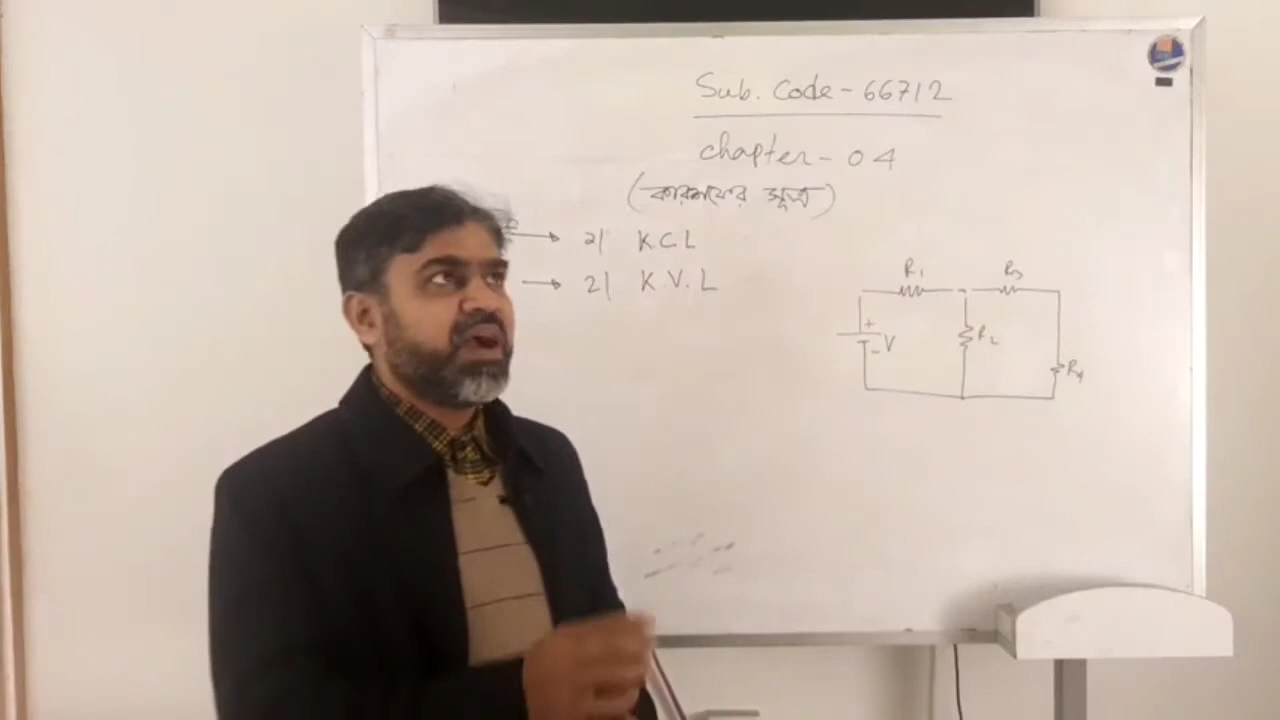 Sub. Code - 66712
chapter - 04
(কারশফের সূত্র)
১। K.C.L
২। K.V.L
R1
R3
+
- V
R2
R4